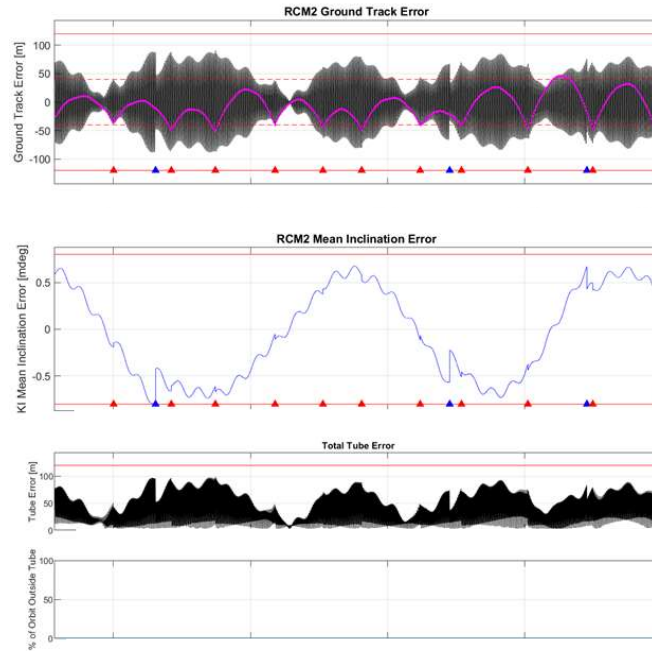 RCM2 Ground Track Error
Ground Track Error [m]
100
50
0
-50
-100
RCM2 Mean Inclination Error
KI Mean Inclination Error [mdeg]
0.5
0
-0.5
Total Tube Error
Tube Error [m]
100
50
0
% of Orbit Outside Tube
100
50
0